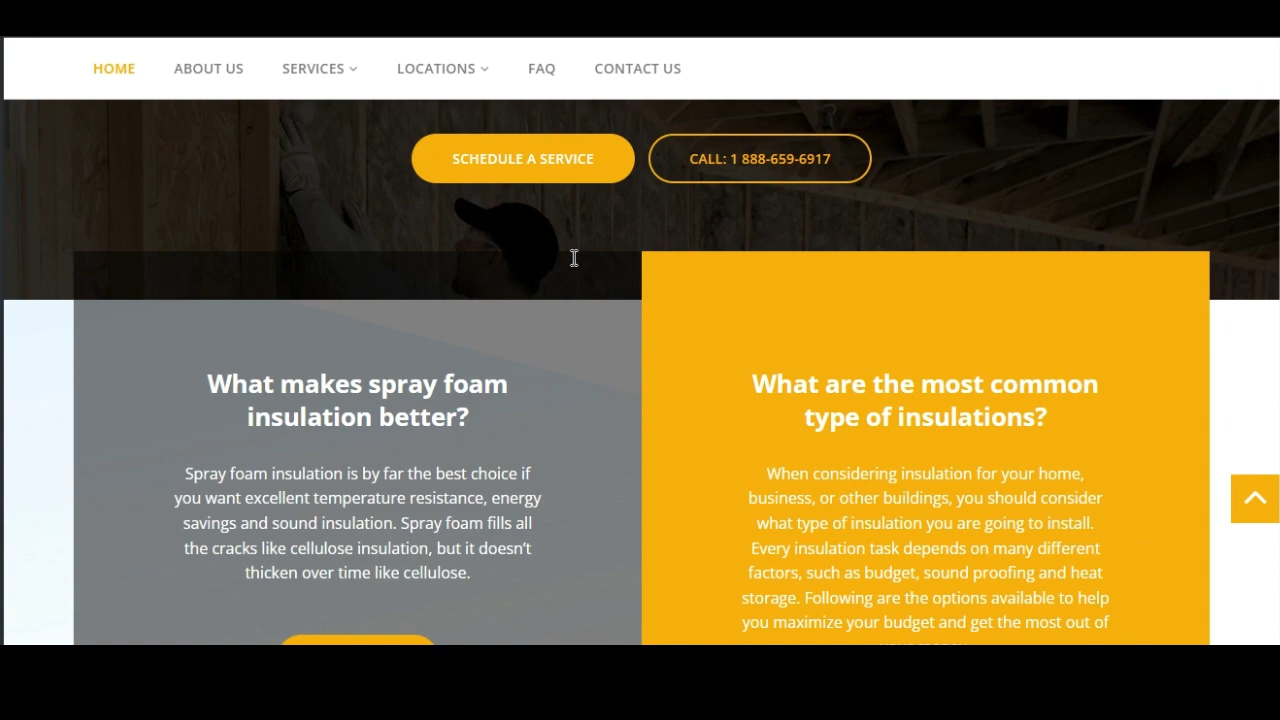 HOME ABOUT US SERVICES LOCATIONS FAQ CONTACT US
SCHEDULE A SERVICE CALL: 1 888-659-6917
What makes spray foam
insulation better?
Spray foam insulation is by far the best choice if
you want excellent temperature resistance, energy
savings and sound insulation. Spray foam fills all
the cracks like cellulose insulation, but it doesn’t
thicken over time like cellulose.
What are the most common
type of insulations?
When considering insulation for your home,
business, or other buildings, you should consider
what type of insulation you are going to install.
Every insulation task depends on many different
factors, such as budget, sound proofing and heat
storage. Following are the options available to help
you maximize your budget and get the most out of